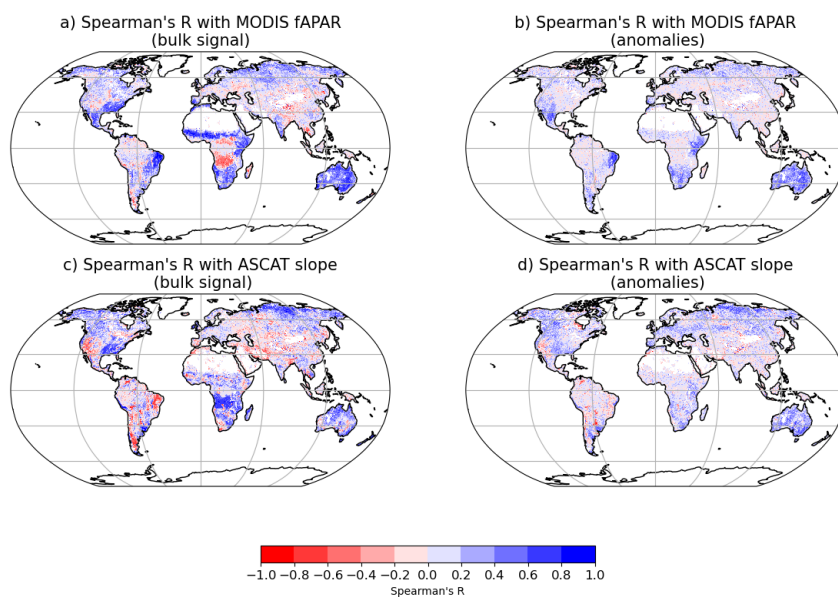 a) Spearman's R with MODIS fAPAR
(bulk signal)
b) Spearman's R with MODIS fAPAR
(anomalies)
c) Spearman's R with ASCAT slope
(bulk signal)
d) Spearman's R with ASCAT slope
(anomalies)
−1.0 −0.8 −0.6 −0.4 −0.2 0.0 0.2 0.4 0.6 0.8 1.0
Spearman's R